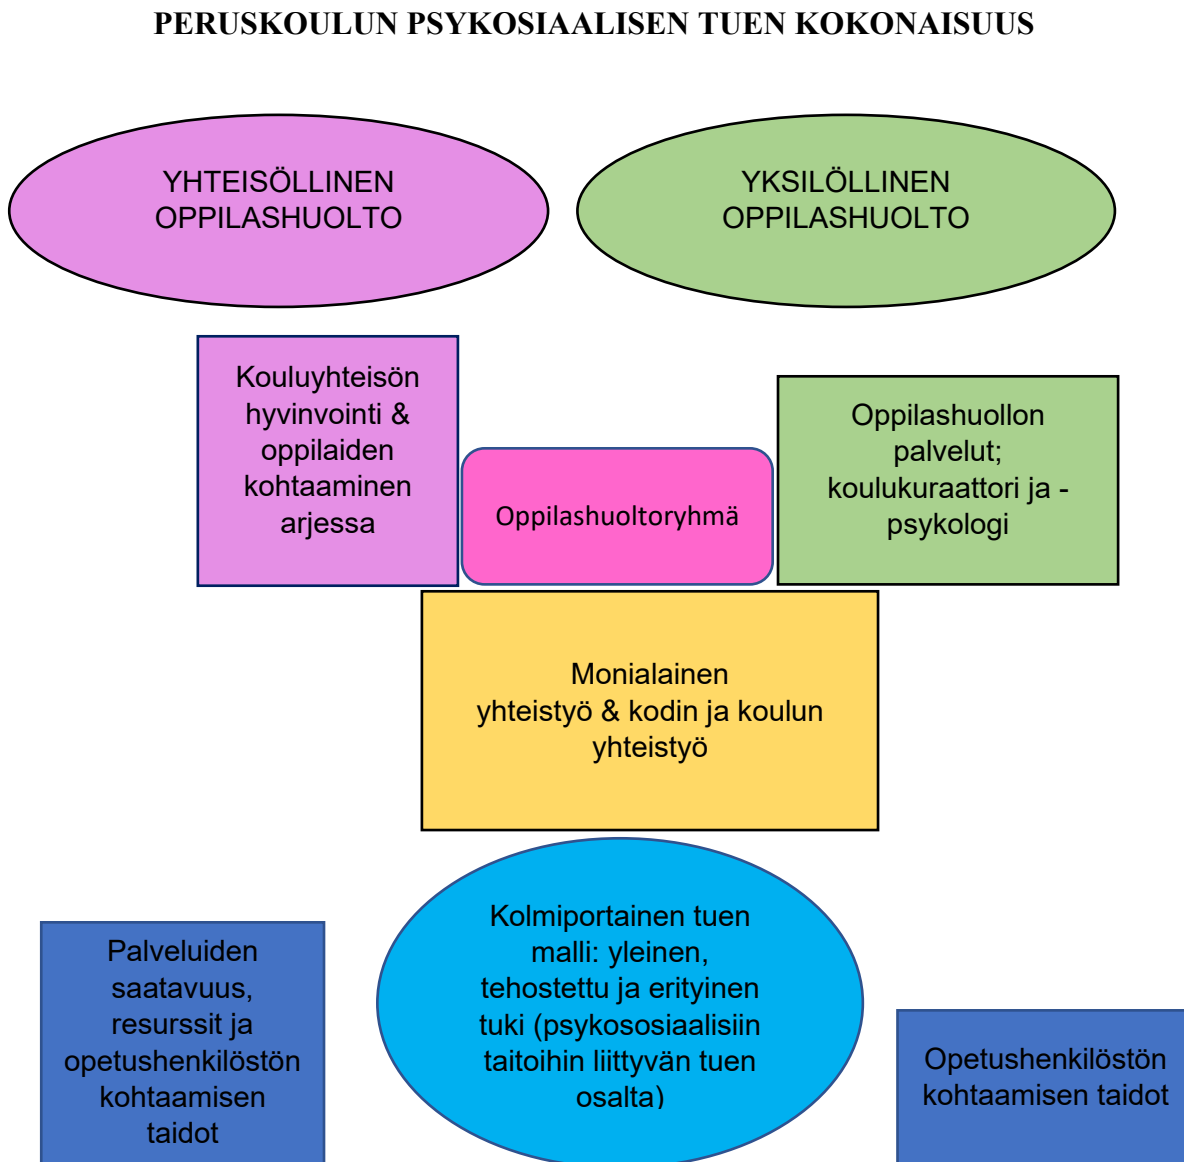 PERUSKOULUN PSYKOSIAALISEN TUEN KOKONAISUUS
YHTEISÖLLINEN
OPPILASHUOLTO
YKSILÖLLINEN
OPPILASHUOLTO
Kouluyhteisön
hyvinvointi &
oppilaiden
kohtaaminen
arjessa
Oppilashuoltoryhmä
Oppilashuollon
palvelut;
koulukuraattori ja -
psykologi
Monialainen
yhteistyö & kodin ja koulun
yhteistyö
Palveluiden
saatavuus,
resurssit ja
opetushenkilöstön
kohtaamisen
taidot
Kolmiportainen tuen
malli: yleinen,
tehostettu ja erityinen
tuki (psykososiaalisiin
taitoihin liittyvän tuen
osalta)
Opetushenkilöstön
kohtaamisen taidot